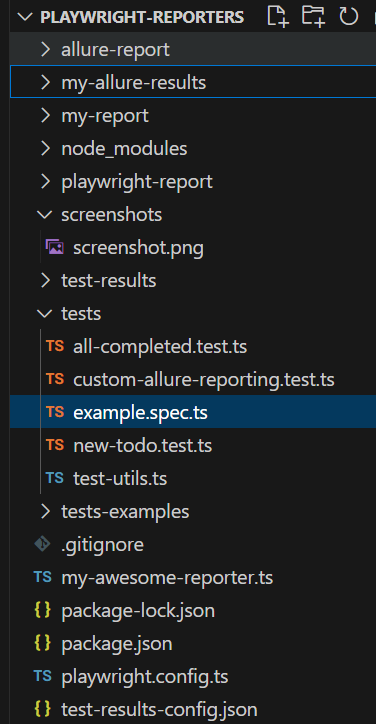 PLAYWRIGHT-REPORTERS
allure-report
my-allure-results
my-report
node_modules
playwright-report
screenshots
screenshot.png
test-results
tests
TS all-completed.test.ts
TS custom-allure-reporting.test.ts
TS example.spec.ts
TS new-todo.test.ts
TS test-utils.ts
tests-examples
.gitignore
TS my-awesome-reporter.ts
{} package-lock.json
{} package.json
TS playwright.config.ts
{} test-results-config.json